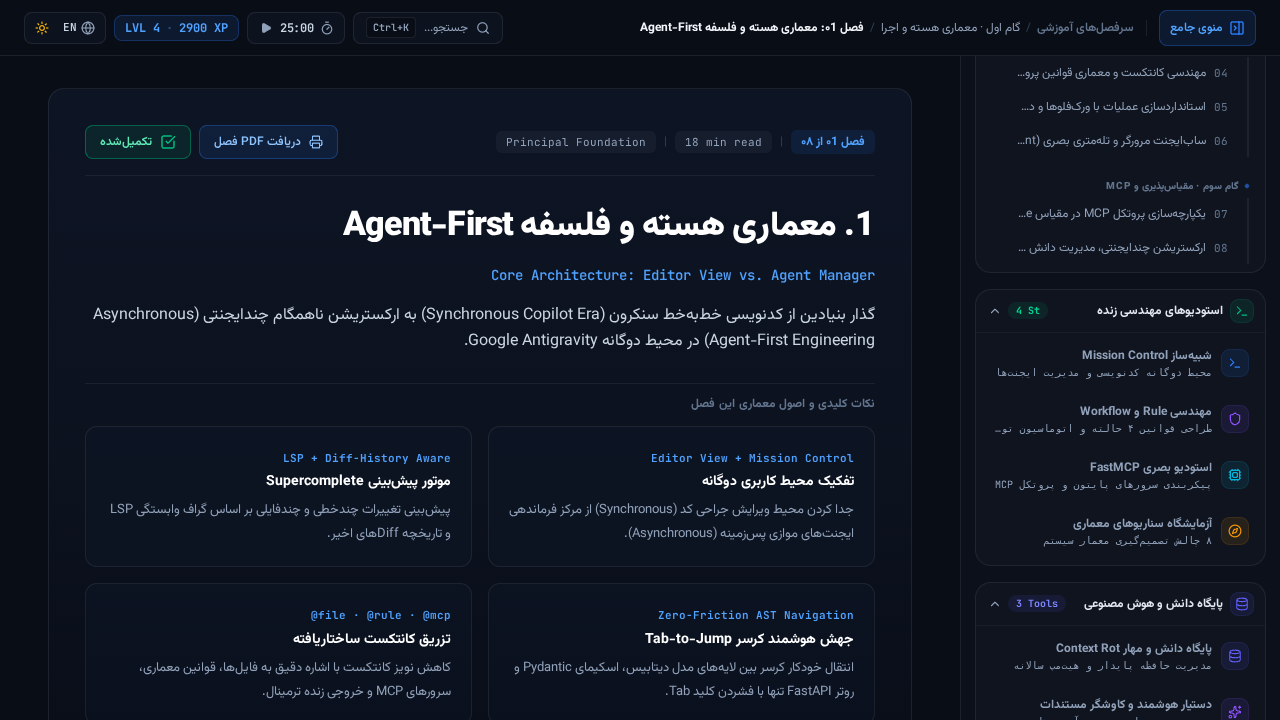 منوی جامع
سرفصل‌های آموزشی / گام اول · معماری هسته و اجرا / فصل 01: معماری هسته و فلسفه Agent-First
جستجو... Ctrl+K
25:00
LVL 4 · 2900 XP
EN
04 مهندسی کانتکست و معماری قوانین پرو...
05 استانداردسازی عملیات با ورک‌فلوها و د...
06 ساب‌ایجنت مرورگر و تله‌متری بصری (nt...
گام سوم · مقیاس‌پذیری و MCP
07 یکپارچه‌سازی پروتکل MCP در مقیاس e...
08 ارکستریشن چندایجنتی، مدیریت دانش ...
استودیوهای مهندسی زنده 4 St
شبیه‌ساز Mission Control
محیط دوگانه کدنویسی و مدیریت ایجنت‌ها
مهندسی Rule و Workflow
طراحی قوانین ۴ حالته و اتوماسیون تو...
استودیو بصری FastMCP
پیکربندی سرورهای پایتون و پروتکل MCP
آزمایشگاه سناریوهای معماری
۸ چالش تصمیم‌گیری معمار سیستم
پایگاه دانش و هوش مصنوعی 3 Tools
پایگاه دانش و مهار Context Rot
مدیریت حافظه پایدار و هیت‌مپ سالانه
دستیار هوشمند و کاوشگر مستندات
فصل 01 از ۰۸ 18 min read Principal Foundation
دریافت PDF فصل
تکمیل‌شده
1. معماری هسته و فلسفه Agent-First
Core Architecture: Editor View vs. Agent Manager
گذار بنیادین از کدنویسی خط‌به‌خط سنکرون (Synchronous Copilot Era) به ارکستریشن ناهمگام چندایجنتی (Asynchronous
Agent-First Engineering) در محیط دوگانه Google Antigravity.
نکات کلیدی و اصول معماری این فصل
Editor View + Mission Control
تفکیک محیط کاربری دوگانه
جدا کردن محیط ویرایش جراحی کد (Synchronous) از مرکز فرماندهی
ایجنت‌های موازی پس‌زمینه (Asynchronous).
LSP + Diff-History Aware
موتور پیش‌بینی Supercomplete
پیش‌بینی تغییرات چندخطی و چندفایلی بر اساس گراف وابستگی LSP
و تاریخچه Diffهای اخیر.
Zero-Friction AST Navigation
جهش هوشمند کرسر Tab-to-Jump
انتقال خودکار کرسر بین لایه‌های مدل دیتابیس، اسکیمای Pydantic و
روتر FastAPI تنها با فشردن کلید Tab.
@file · @rule · @mcp
تزریق کانتکست ساختاریافته
کاهش نویز کانتکست با اشاره دقیق به فایل‌ها، قوانین معماری،
سرورهای MCP و خروجی زنده ترمینال.